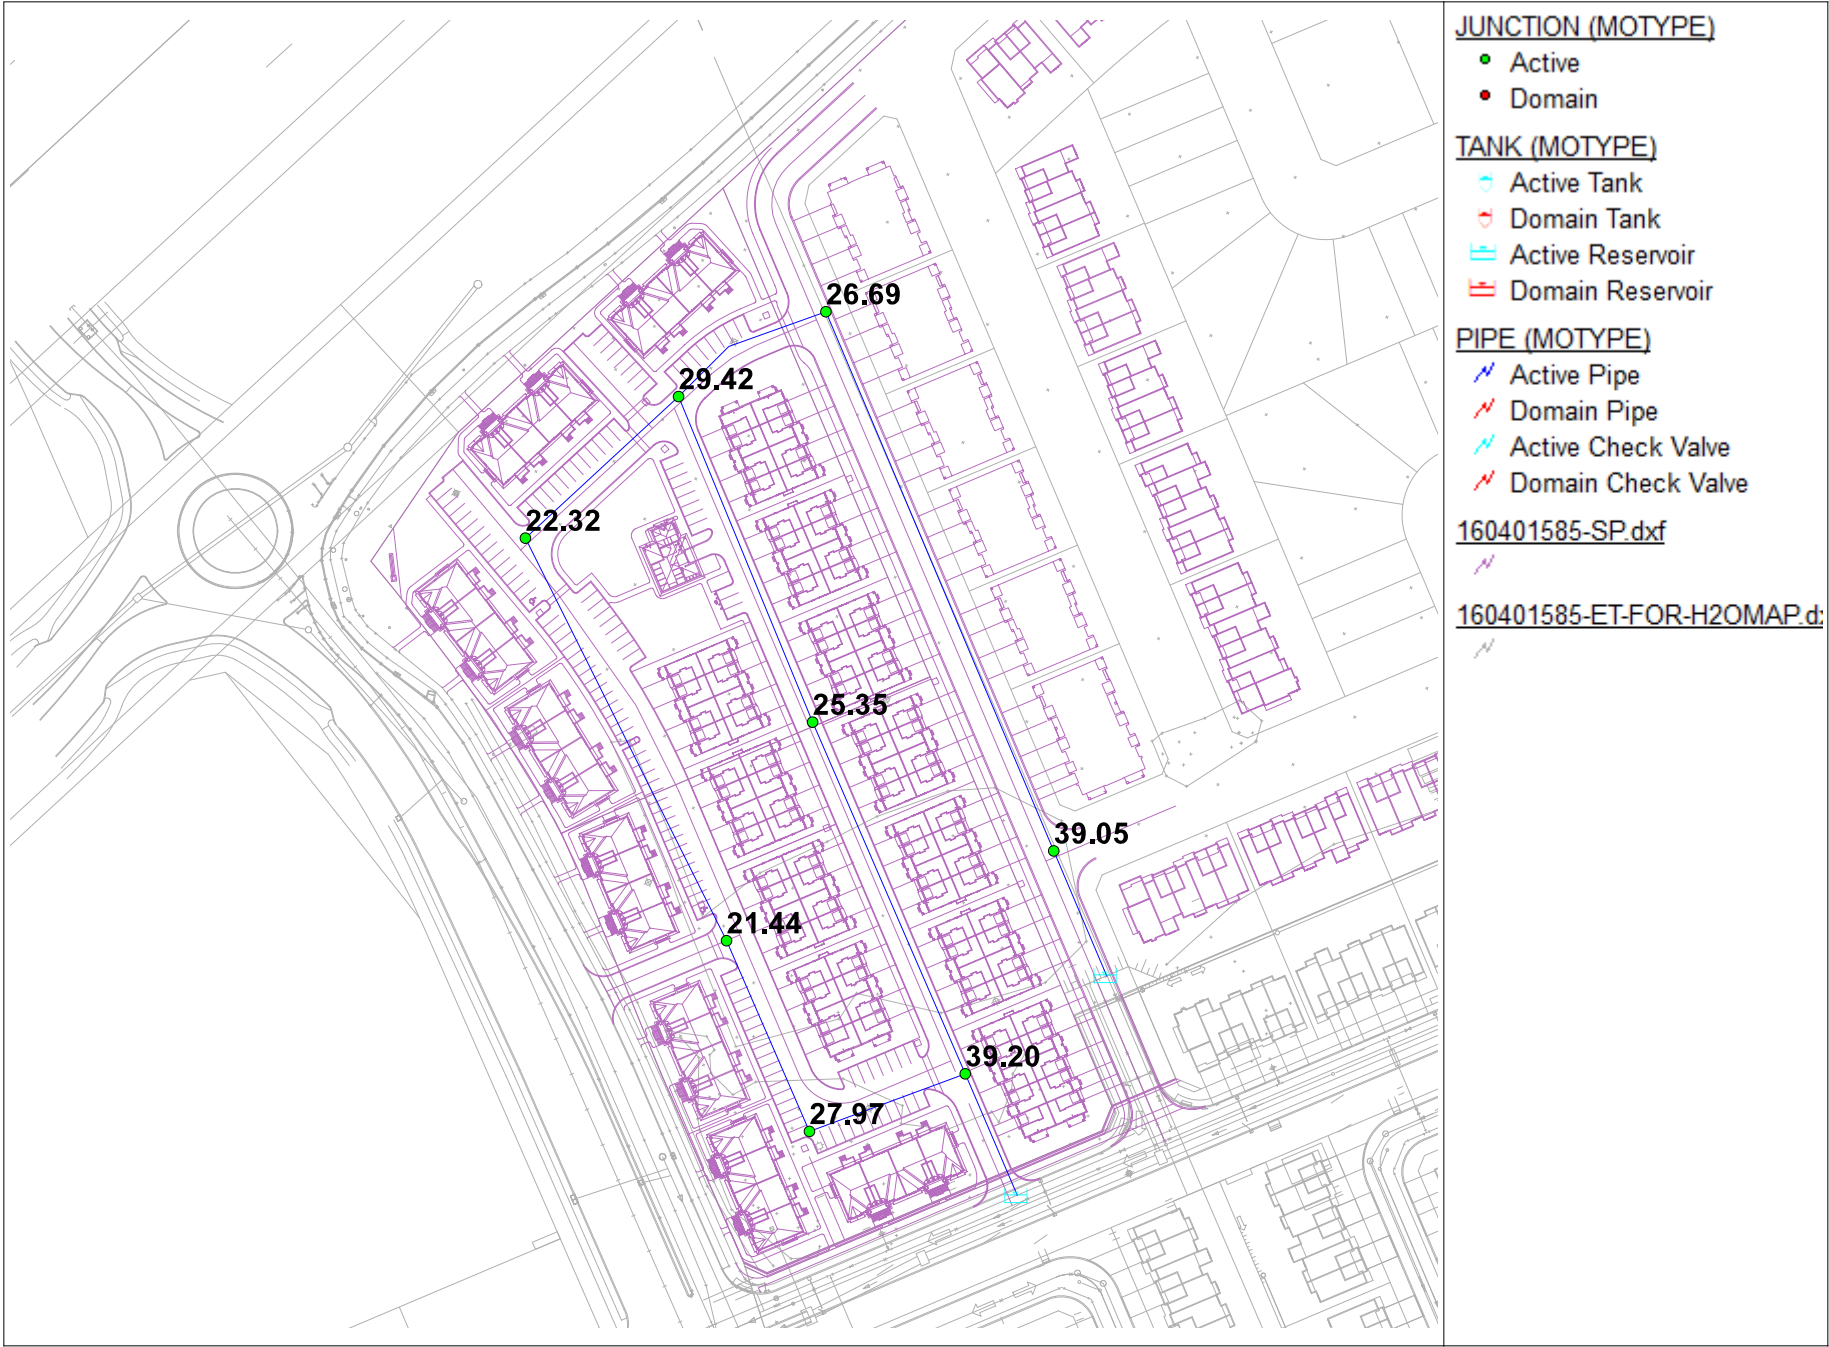 JUNCTION (MOTYPE)
Active
Domain
TANK (MOTYPE)
Active Tank
Domain Tank
Active Reservoir
Domain Reservoir
PIPE (MOTYPE)
Active Pipe
Domain Pipe
Active Check Valve
Domain Check Valve
160401585-SP.dxf
160401585-ET-FOR-H2OMAP.d
26.69
29.42
22.32
25.35
39.05
21.44
39.20
27.97